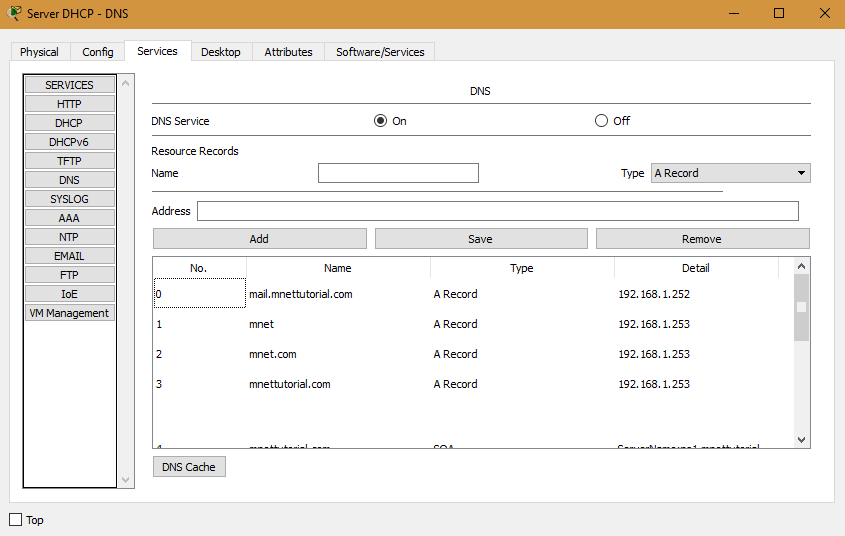 Server DHCP - DNS
Physical Config Services Desktop Attributes Software/Services
SERVICES
HTTP
DHCP
DHCPv6
TFTP
DNS
SYSLOG
AAA
NTP
EMAIL
FTP
IoE
VM Management
DNS
DNS Service On Off
Resource Records
Name Type A Record
Address
Add Save Remove
No. Name Type Detail
0 mail.mnettutorial.com A Record 192.168.1.252
1 mnet A Record 192.168.1.253
2 mnet.com A Record 192.168.1.253
3 mnettutorial.com A Record 192.168.1.253
4 mnettutorial.com SOA ServerName:ns1.mnettutorial
DNS Cache
Top